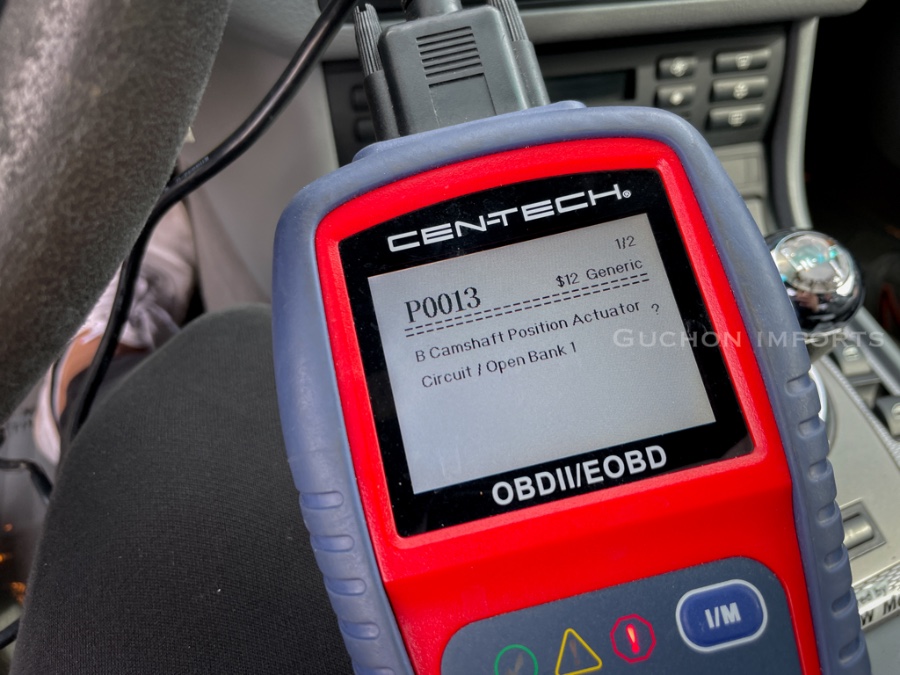 CEN-TECH®
1/2
P0013
$12 Generic
B Camshaft Position Actuator ?
Circuit / Open Bank 1
GUCHON IMPORTS
OBDII/EOBD
I/M